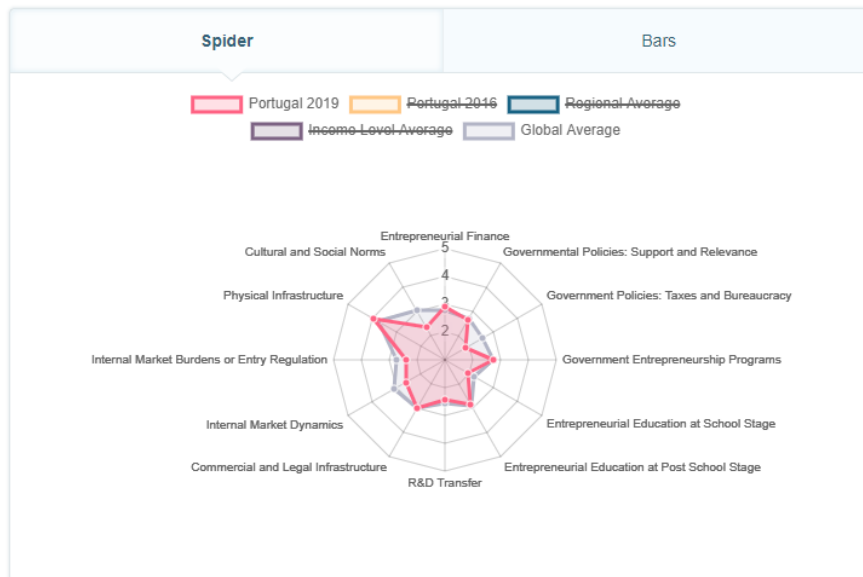 Spider
Bars
Portugal 2019 Portugal 2016 Regional Average
Income Level Average Global Average
Entrepreneurial Finance
Cultural and Social Norms
Governmental Policies: Support and Relevance
Physical Infrastructure
Government Policies: Taxes and Bureaucracy
Internal Market Burdens or Entry Regulation
Government Entrepreneurship Programs
Internal Market Dynamics
Entrepreneurial Education at School Stage
Commercial and Legal Infrastructure
Entrepreneurial Education at Post School Stage
R&D Transfer
5
4
3
2